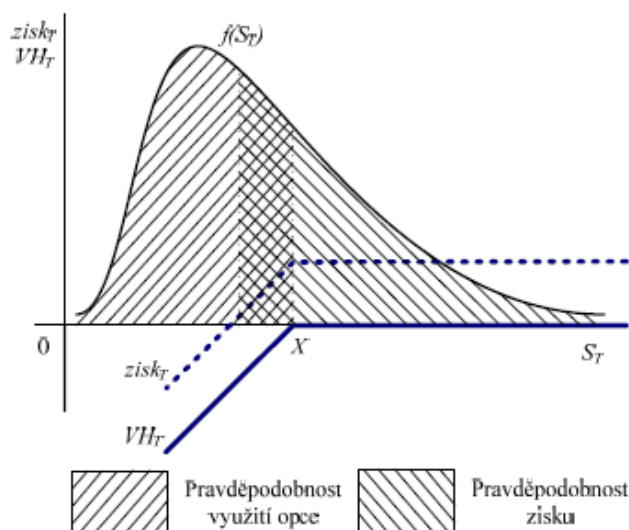 zisk_T
VH_T
f(S_T)
0
X
S_T
zisk_T
VH_T
Pravděpodobnost
využití opce
Pravděpodobnost
zisku